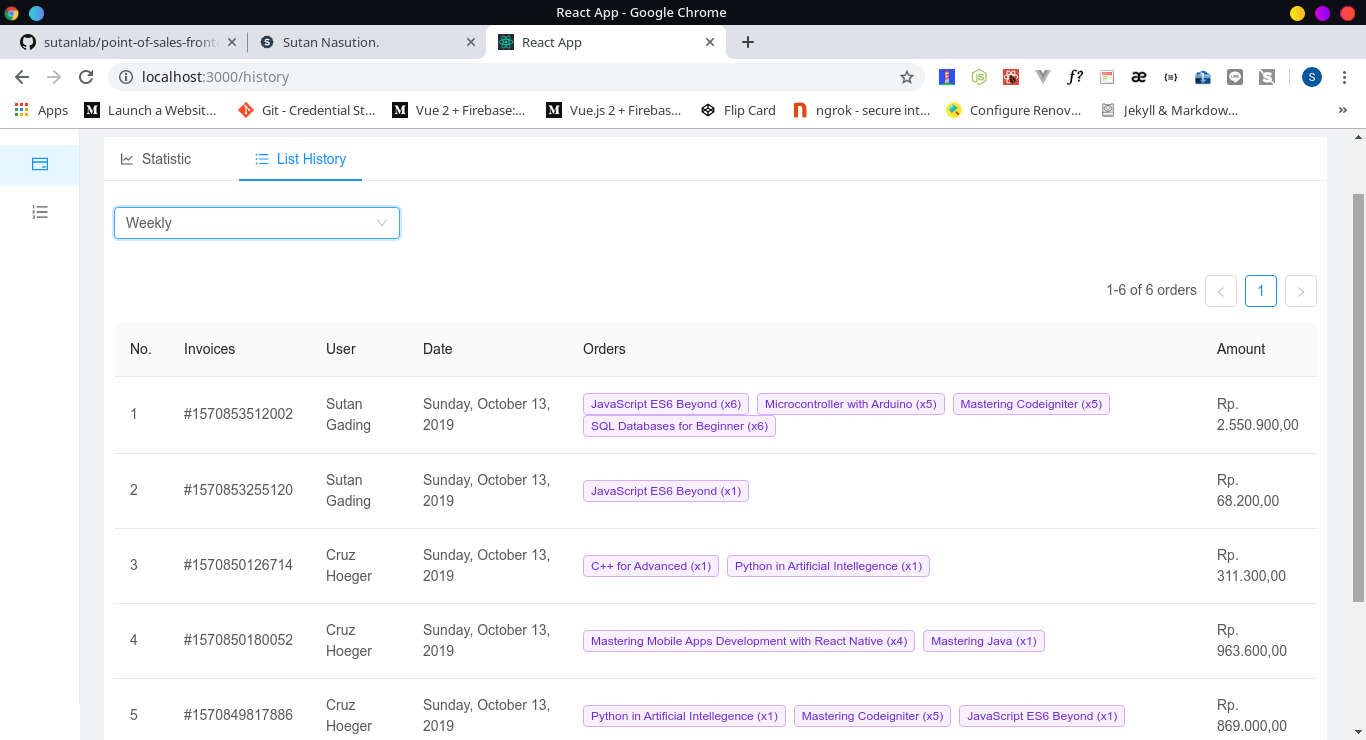 React App - Google Chrome
sutanlab/point-of-sales-front
Sutan Nasution.
React App
localhost:3000/history
Apps
Launch a Websit...
Git - Credential St...
Vue 2 + Firebase:...
Vue.js 2 + Firebas...
Flip Card
ngrok - secure int...
Configure Renov...
Jekyll & Markdow...
»
Statistic
List History
Weekly
1-6 of 6 orders
1
No. Invoices User Date Orders Amount
1 #1570853512002 Sutan Gading Sunday, October 13, 2019 JavaScript ES6 Beyond (x6) Microcontroller with Arduino (x5) Mastering Codeigniter (x5) SQL Databases for Beginner (x6) Rp. 2.550.900,00
2 #1570853255120 Sutan Gading Sunday, October 13, 2019 JavaScript ES6 Beyond (x1) Rp. 68.200,00
3 #1570850126714 Cruz Hoeger Sunday, October 13, 2019 C++ for Advanced (x1) Python in Artificial Intellegence (x1) Rp. 311.300,00
4 #1570850180052 Cruz Hoeger Sunday, October 13, 2019 Mastering Mobile Apps Development with React Native (x4) Mastering Java (x1) Rp. 963.600,00
5 #1570849817886 Cruz Hoeger Sunday, October 13, 2019 Python in Artificial Intellegence (x1) Mastering Codeigniter (x5) JavaScript ES6 Beyond (x1) Rp. 869.000,00